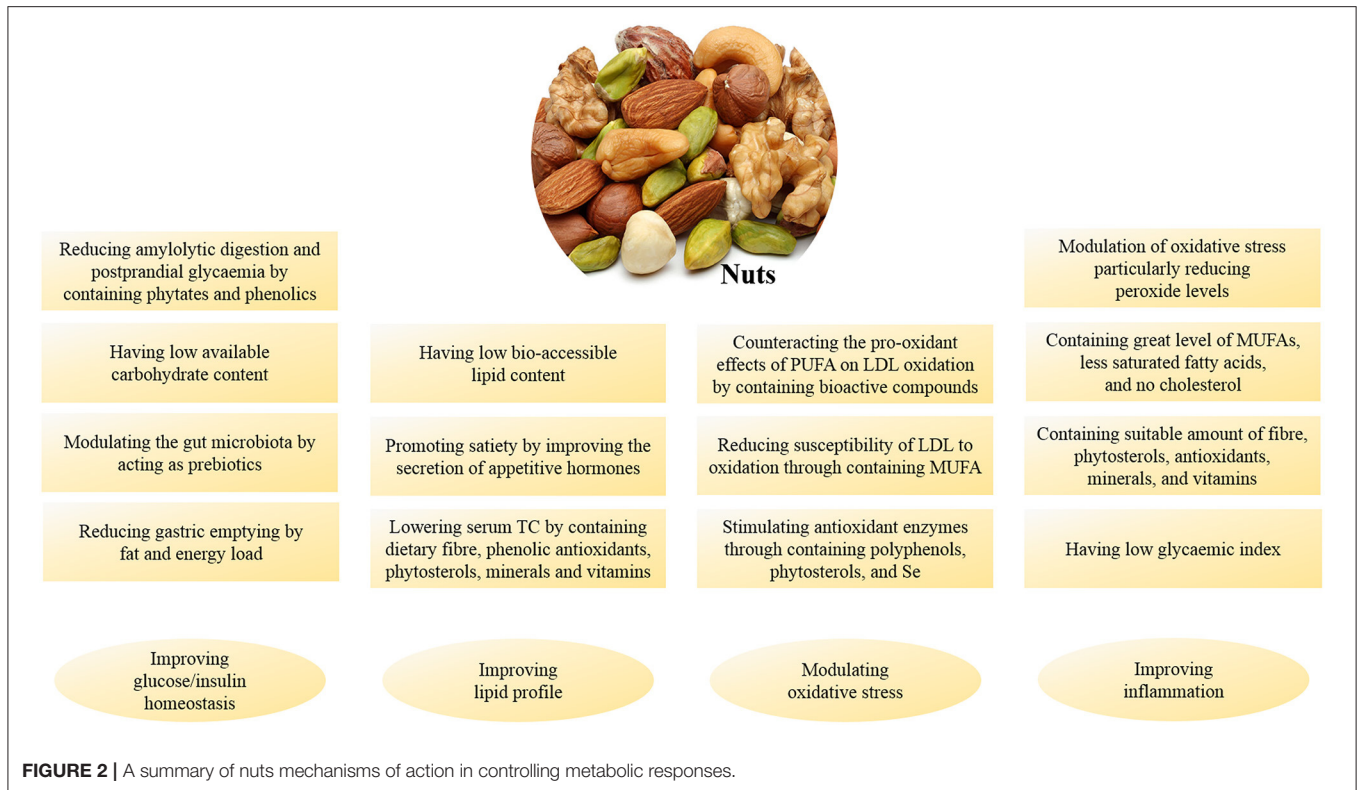 Nuts
Reducing amylolytic digestion and
postprandial glycaemia by
containing phytates and phenolics
Having low available
carbohydrate content
Modulating the gut microbiota by
acting as prebiotics
Reducing gastric emptying by
fat and energy load
Improving
glucose/insulin
homeostasis
Having low bio-accessible
lipid content
Promoting satiety by improving the
secretion of appetitive hormones
Lowering serum TC by containing
dietary fibre, phenolic antioxidants,
phytosterols, minerals and vitamins
Improving
lipid profile
Counteracting the pro-oxidant
effects of PUFA on LDL oxidation
by containing bioactive compounds
Reducing susceptibility of LDL to
oxidation through containing MUFA
Stimulating antioxidant enzymes
through containing polyphenols,
phytosterols, and Se
Modulating
oxidative stress
Modulation of oxidative stress
particularly reducing
peroxide levels
Containing great level of MUFAs,
less saturated fatty acids,
and no cholesterol
Containing suitable amount of fibre,
phytosterols, antioxidants,
minerals, and vitamins
Having low glycaemic index
Improving
inflammation
FIGURE 2 | A summary of nuts mechanisms of action in controlling metabolic responses.